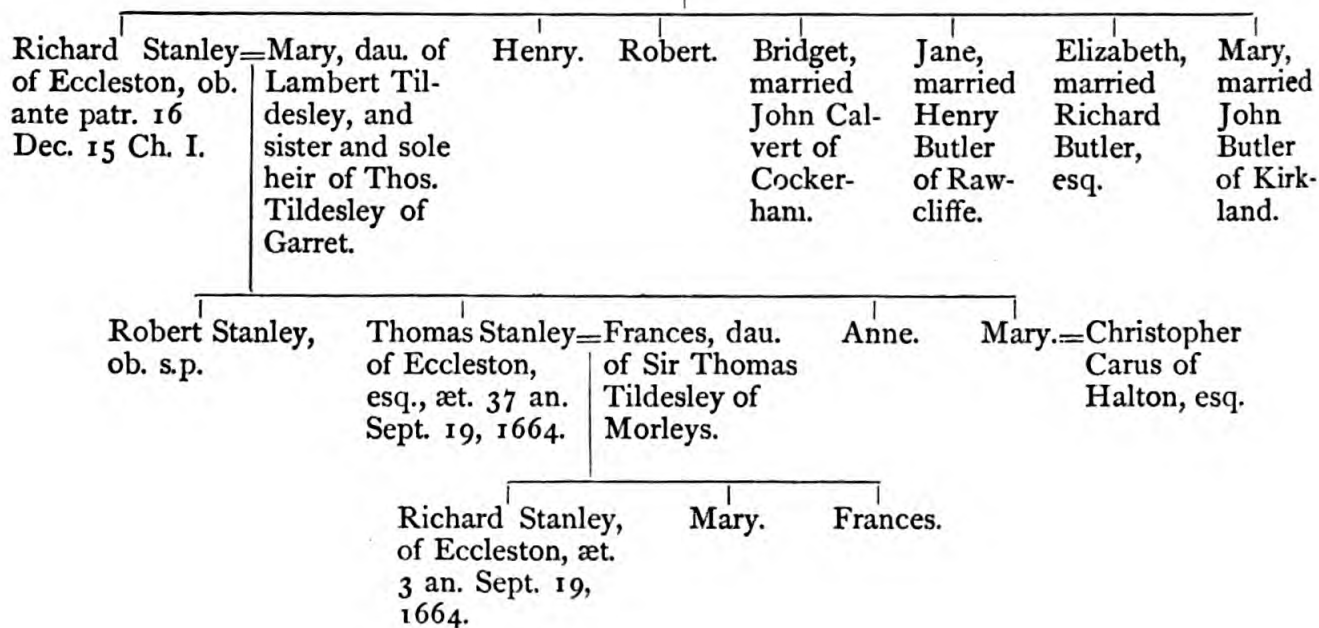 Richard Stanley=Mary, dau. of
of Eccleston, ob. Lambert Til-
ante patr. 16 desley, and
Dec. 15 Ch. I. sister and sole
heir of Thos.
Tildesley of
Garret.
Henry.
Robert.
Bridget,
married
John Cal-
vert of
Cocker-
ham.
Jane,
married
Henry
Butler
of Raw-
cliffe.
Elizabeth,
married
Richard
Butler,
esq.
Mary,
married
John
Butler
of Kirk-
land.
Robert Stanley,
ob. s.p.
Thomas Stanley=Frances, dau.
of Eccleston, of Sir Thomas
esq., æt. 37 an. Tildesley of
Sept. 19, 1664. Morleys.
Anne.
Mary.=Christopher
Carus of
Halton, esq.
Richard Stanley,
of Eccleston, æt.
3 an. Sept. 19,
1664.
Mary.
Frances.